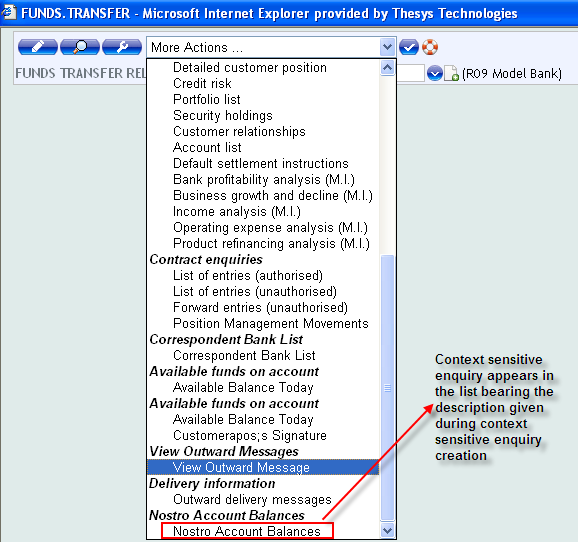 FUNDS.TRANSFER - Microsoft Internet Explorer provided by Thesys Technologies
More Actions ...
FUNDS TRANSFER REL
(R09 Model Bank)
Detailed customer position
Credit risk
Portfolio list
Security holdings
Customer relationships
Account list
Default settlement instructions
Bank profitability analysis (M.I.)
Business growth and decline (M.I.)
Income analysis (M.I.)
Operating expense analysis (M.I.)
Product refinancing analysis (M.I.)
Contract enquiries
List of entries (authorised)
List of entries (unauthorised)
Forward entries (unauthorised)
Position Management Movements
Correspondent Bank List
Correspondent Bank List
Available funds on account
Available Balance Today
Available funds on account
Available Balance Today
Customerapos;s Signature
View Outward Messages
View Outward Message
Delivery information
Outward delivery messages
Nostro Account Balances
Nostro Account Balances
Context sensitive
enquiry appears in
the list bearing the
description given
during context
sensitive enquiry
creation